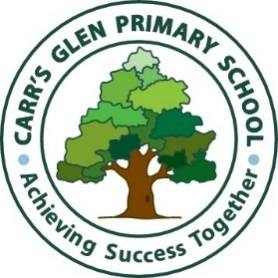 CARR'S GLEN PRIMARY SCHOOL
Achieving Success Together